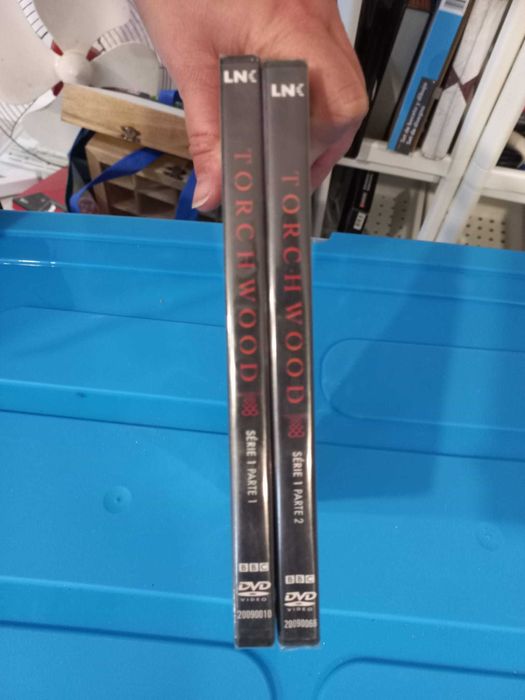 LNK
TORCHWOOD
SÉRIE 1 PARTE 1
BBC
DVD
VIDEO
20090010
LNK
TORCHWOOD
SÉRIE 1 PARTE 2
BBC
DVD
VIDEO
20090066